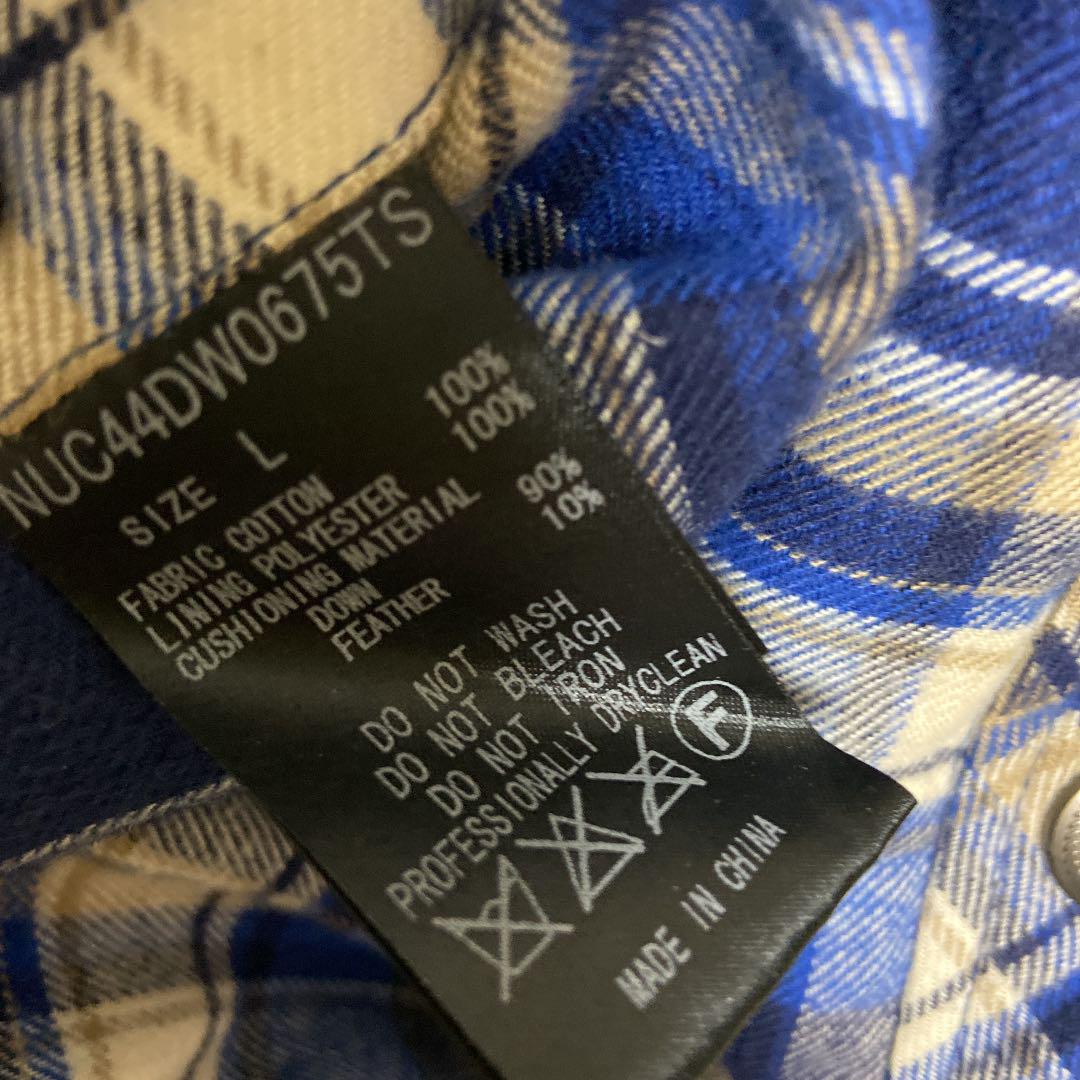 NUC44DW0675TS
SIZE L
FABRIC COTTON 100%
LINING POLYESTER 100%
CUSHIONING MATERIAL
DOWN 90%
FEATHER 10%
DO NOT WASH
DO NOT BLEACH
DO NOT IRON
PROFESSIONALLY DRYCLEAN
F
MADE IN CHINA